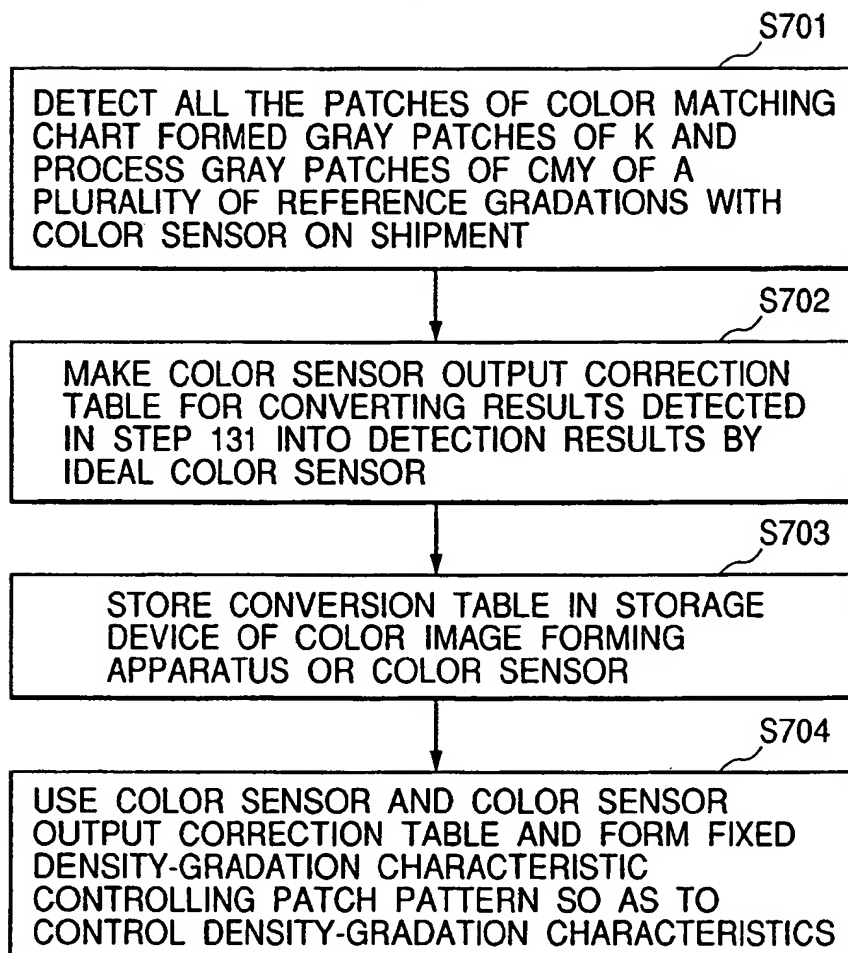 S701
DETECT ALL THE PATCHES OF COLOR MATCHING
CHART FORMED GRAY PATCHES OF K AND
PROCESS GRAY PATCHES OF CMY OF A
PLURALITY OF REFERENCE GRADATIONS WITH
COLOR SENSOR ON SHIPMENT
S702
MAKE COLOR SENSOR OUTPUT CORRECTION
TABLE FOR CONVERTING RESULTS DETECTED
IN STEP 131 INTO DETECTION RESULTS BY
IDEAL COLOR SENSOR
S703
STORE CONVERSION TABLE IN STORAGE
DEVICE OF COLOR IMAGE FORMING
APPARATUS OR COLOR SENSOR
S704
USE COLOR SENSOR AND COLOR SENSOR
OUTPUT CORRECTION TABLE AND FORM FIXED
DENSITY-GRADATION CHARACTERISTIC
CONTROLLING PATCH PATTERN SO AS TO
CONTROL DENSITY-GRADATION CHARACTERISTICS